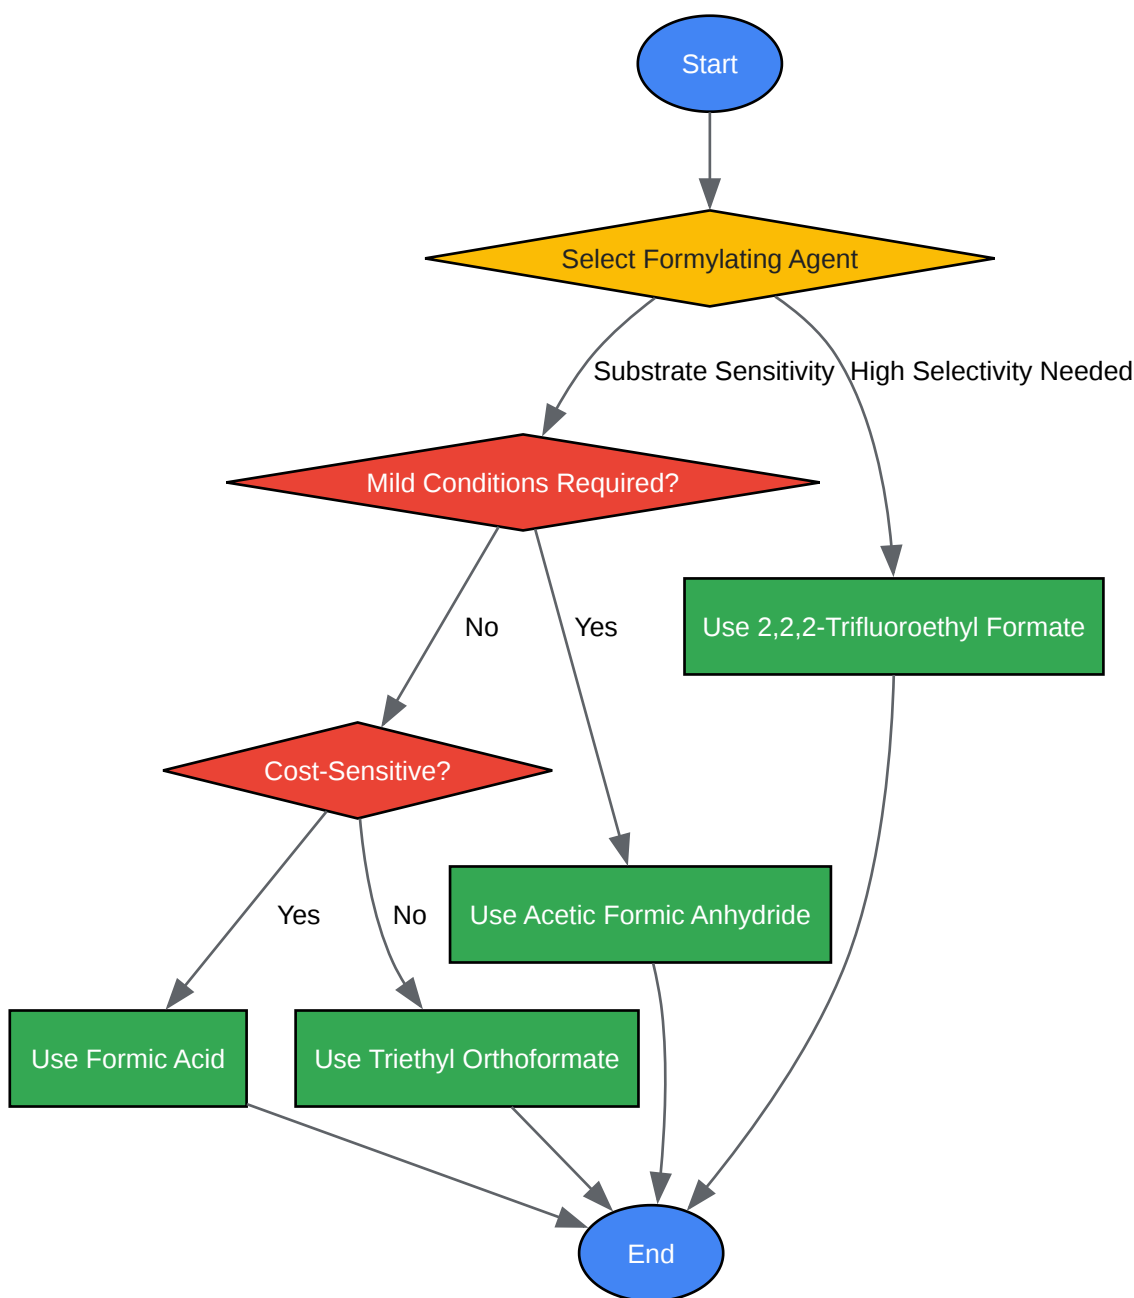 Start
Select Formylating Agent
Substrate Sensitivity
High Selectivity Needed
Mild Conditions Required?
No
Yes
Use 2,2,2-Trifluoroethyl Formate
Cost-Sensitive?
Yes
No
Use Acetic Formic Anhydride
Use Formic Acid
Use Triethyl Orthoformate
End